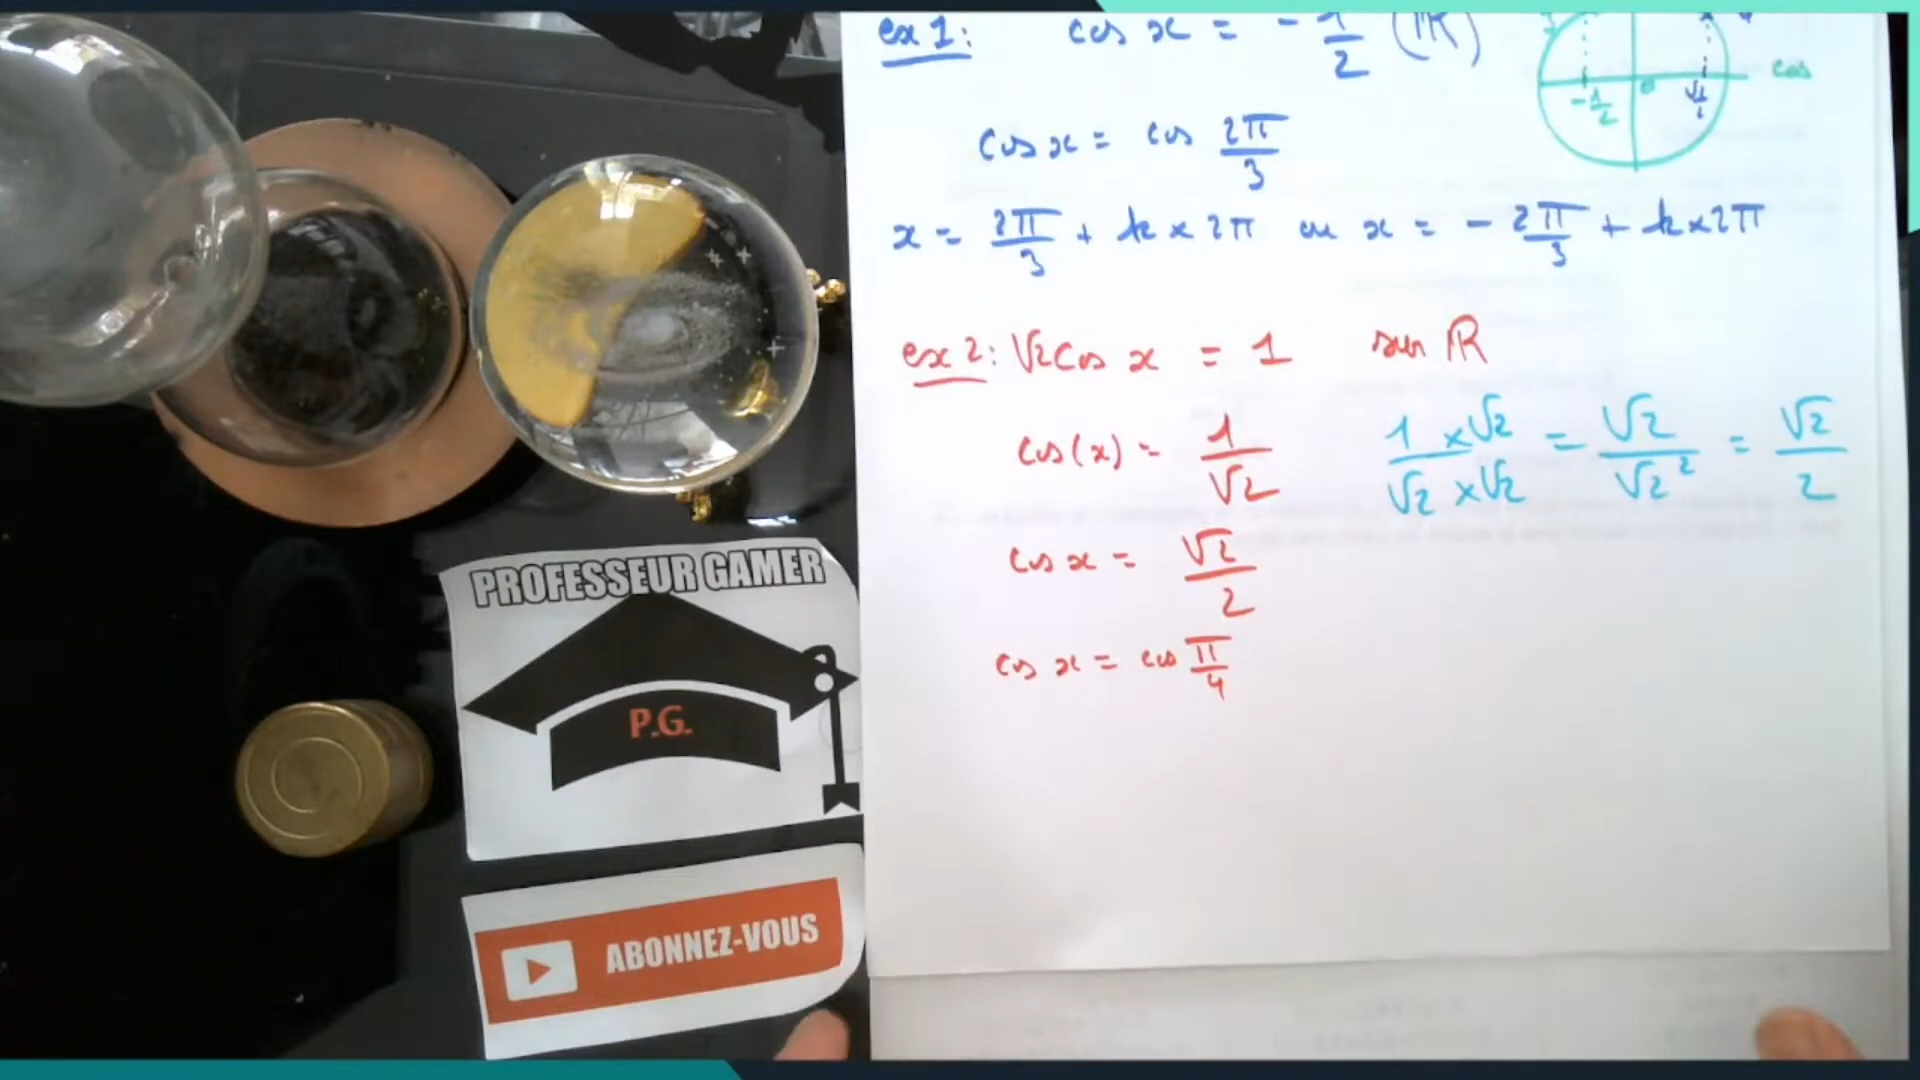 ex 1: cos x = - 1/2 (ℝ)
cos
- 1/2
0
cos x = cos 2π/3
x = 2π/3 + k × 2π ou x = - 2π/3 + k × 2π
ex 2: √2 cos x = 1 sur ℝ
cos(x) = 1/√2
1 × √2 / √2 × √2 = √2/√2² = √2/2
cos x = √2/2
cos x = cos π/4
PROFESSEUR GAMER
P.G.
ABONNEZ-VOUS